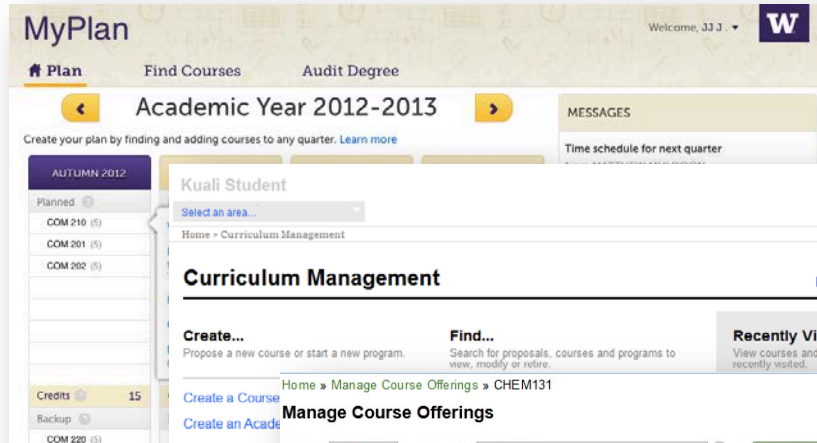 MyPlan
Welcome, JJ J.
W
Plan
Find Courses
Audit Degree
Academic Year 2012-2013
MESSAGES
Create your plan by finding and adding courses to any quarter. Learn more
Time schedule for next quarter
AUTUMN 2012
Kuali Student
Planned
Select an area...
COM 210 (5)
Home » Curriculum Management
COM 201 (5)
COM 202 (5)
Curriculum Management
Create...
Find...
Recently Vi
Propose a new course or start a new program.
Search for proposals, courses and programs to
view, modify or retire.
View courses and
recently visited.
Home » Manage Course Offerings » CHEM131
Credits
15
Create a Course
Manage Course Offerings
Backup
Create an Acade
COM 220 (5)